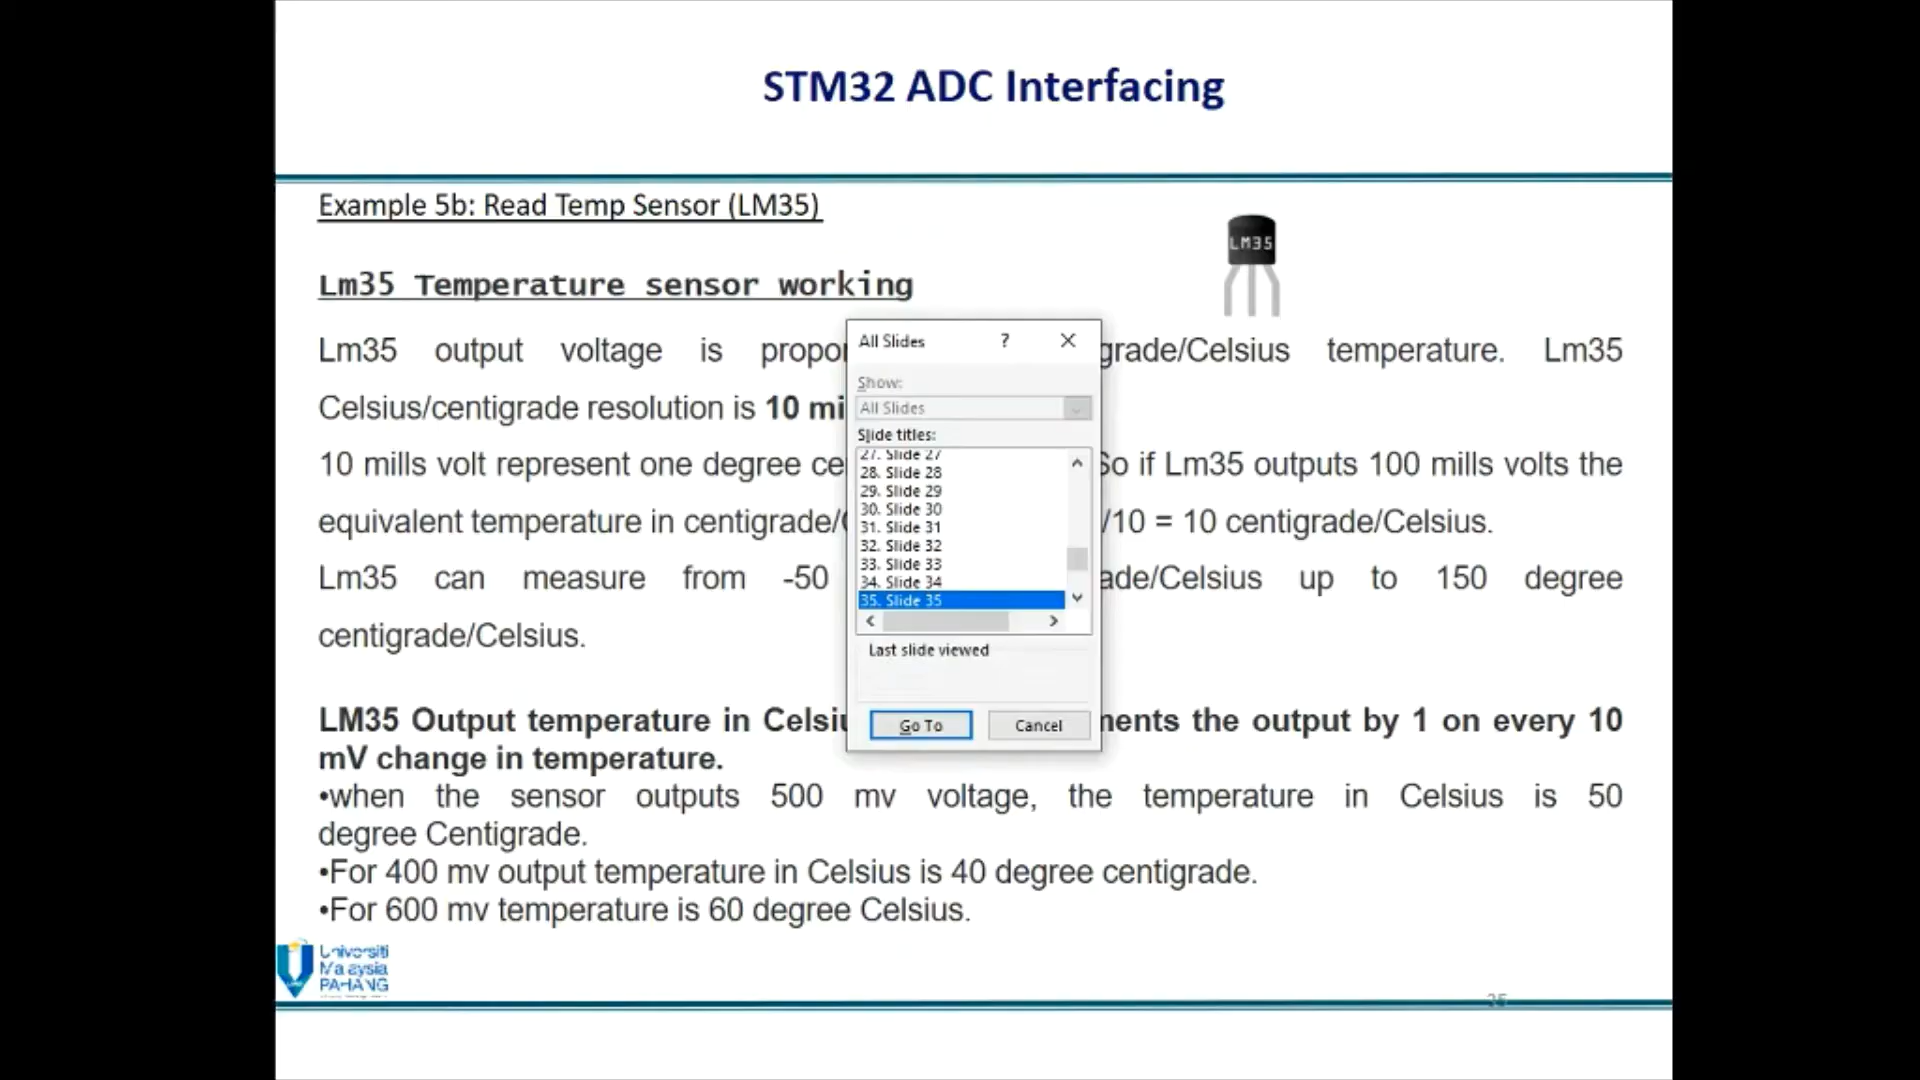 STM32 ADC Interfacing
Example 5b: Read Temp Sensor (LM35)
LM35
Lm35 Temperature sensor working
Lm35 output voltage is propor grade/Celsius temperature. Lm35
Celsius/centigrade resolution is 10 mi
10 mills volt represent one degree ce So if Lm35 outputs 100 mills volts the
equivalent temperature in centigrade/C /10 = 10 centigrade/Celsius.
Lm35 can measure from -50 ade/Celsius up to 150 degree
centigrade/Celsius.
LM35 Output temperature in Celsiu ments the output by 1 on every 10
mV change in temperature.
•when the sensor outputs 500 mv voltage, the temperature in Celsius is 50
degree Centigrade.
•For 400 mv output temperature in Celsius is 40 degree centigrade.
•For 600 mv temperature is 60 degree Celsius.
All Slides
?
Show:
All Slides
Slide titles:
27. Slide 27
28. Slide 28
29. Slide 29
30. Slide 30
31. Slide 31
32. Slide 32
33. Slide 33
34. Slide 34
35. Slide 35
Last slide viewed
Go To Cancel
Universiti
Malaysia
PAHANG
35